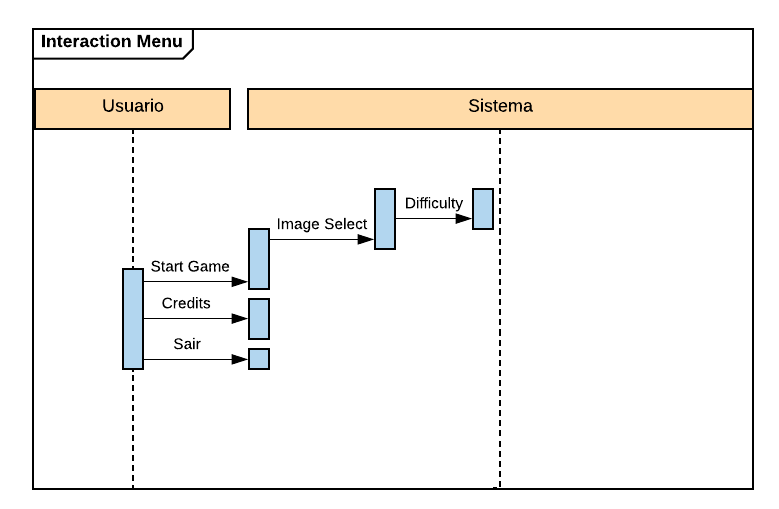 Interaction Menu
Usuario
Sistema
Difficulty
Image Select
Start Game
Credits
Sair